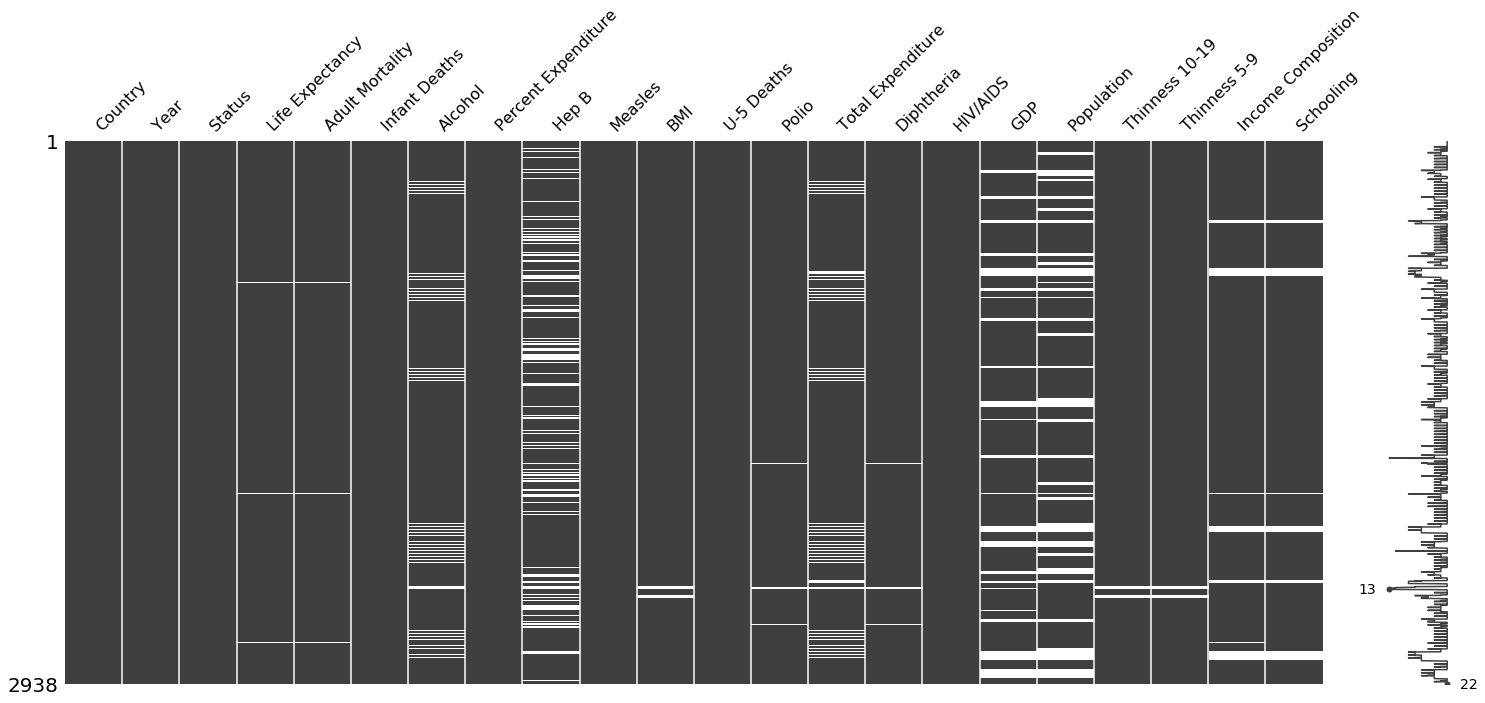 Country
Year
Status
Life Expectancy
Adult Mortality
Infant Deaths
Alcohol
Percent Expenditure
Hep B
Measles
BMI
U-5 Deaths
Polio
Total Expenditure
Diphtheria
HIV/AIDS
GDP
Population
Thinness 10-19
Thinness 5-9
Income Composition
Schooling
1
13
2938
22